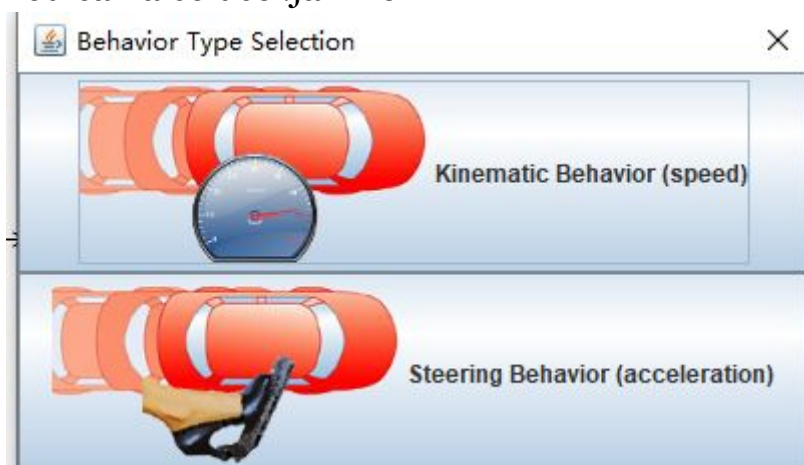 Behavior Type Selection
Kinematic Behavior (speed)
Steering Behavior (acceleration)